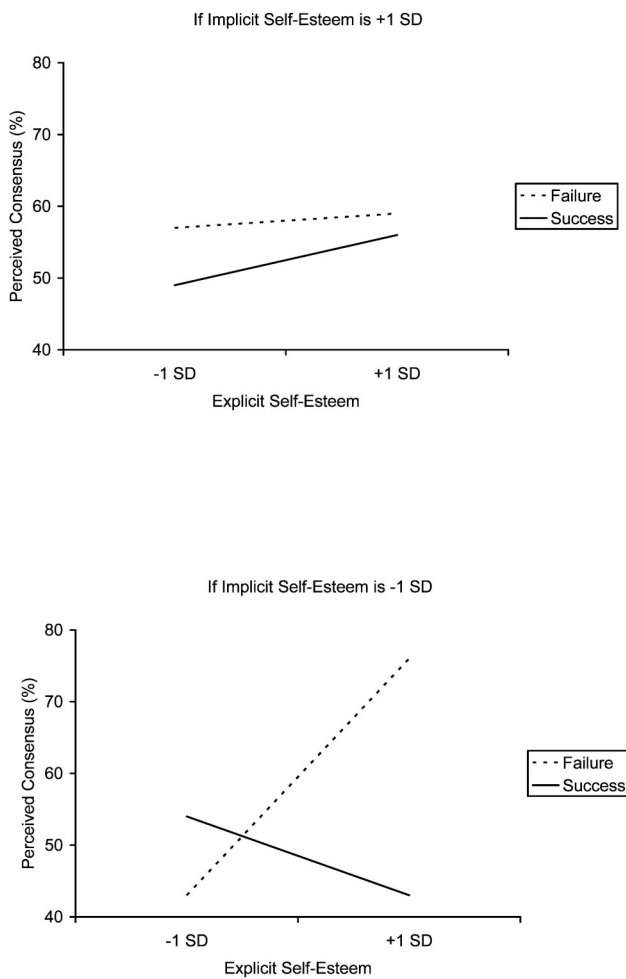 If Implicit Self-Esteem is +1 SD
80
70
60
50
40
Perceived Consensus (%)
-1 SD +1 SD
Explicit Self-Esteem
Failure
Success
If Implicit Self-Esteem is -1 SD
80
70
60
50
40
Perceived Consensus (%)
-1 SD +1 SD
Explicit Self-Esteem
Failure
Success